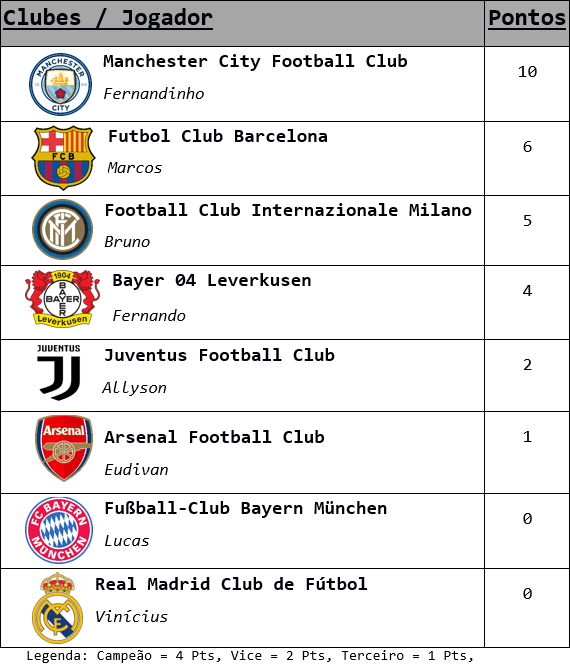 Clubes / Jogador Pontos
MANCHESTER
CITY
Manchester City Football Club
Fernandinho
10
FCB
Futbol Club Barcelona
Marcos
6
Football Club Internazionale Milano
Bruno
5
1904
BAYER
BAYER
Leverkusen
Bayer 04 Leverkusen
Fernando
4
JUVENTUS
Juventus Football Club
Allyson
2
Arsenal
Arsenal Football Club
Eudivan
1
FC BAYERN
MÜNCHEN
Fußball-Club Bayern München
Lucas
0
Real Madrid Club de Fútbol
Vinícius
0
Legenda: Campeão = 4 Pts, Vice = 2 Pts, Terceiro = 1 Pts,